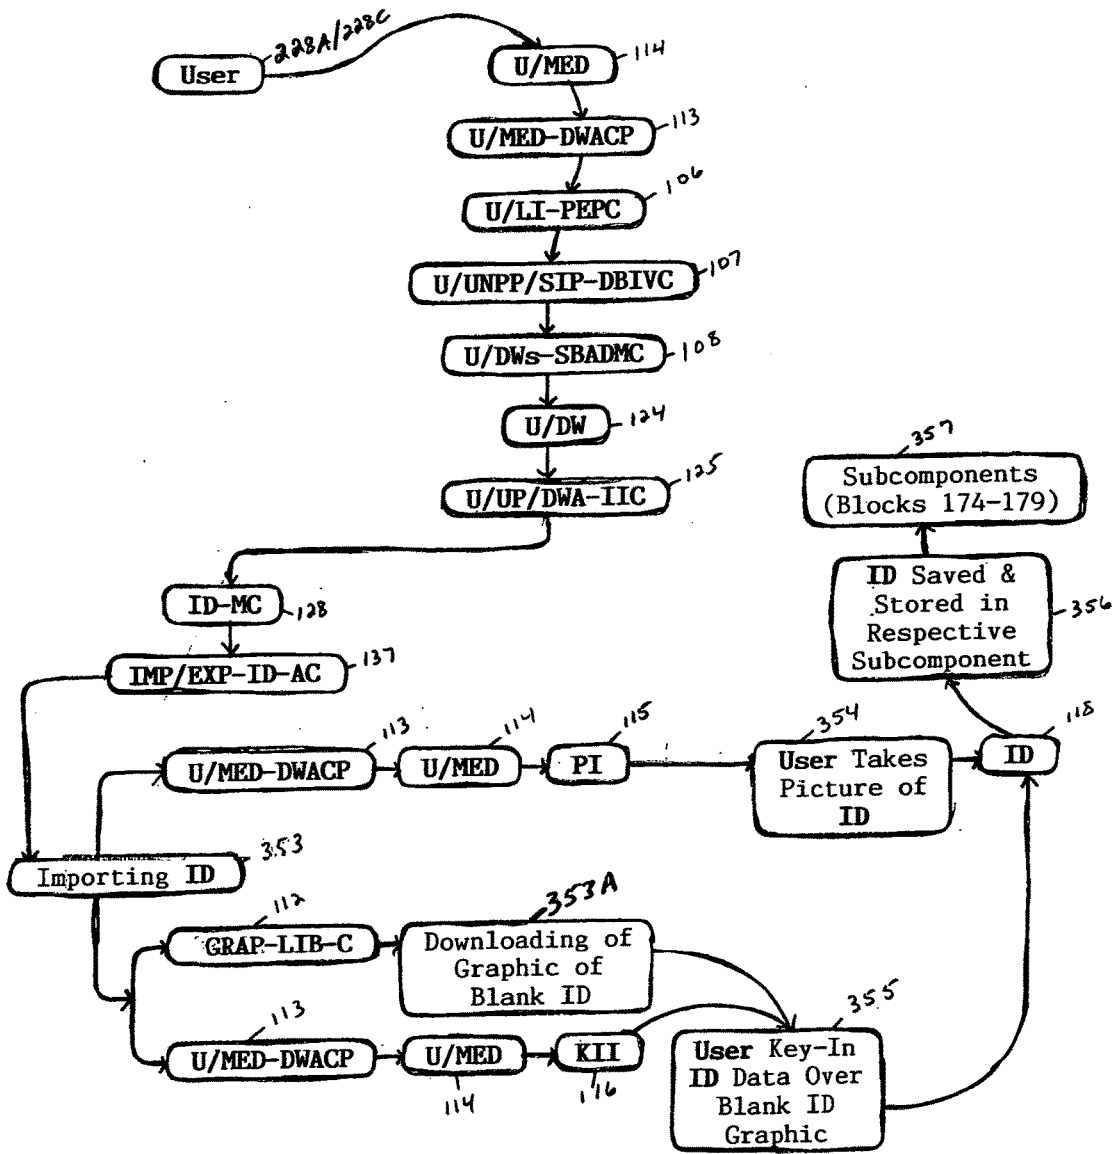 228A/228C
User
U/MED
114
U/MED-DWACP
113
U/LI-PEPC
106
U/UNPP/SIP-DBIVC
107
U/DWs-SBADMC
108
U/DW
124
U/UP/DWA-IIC
125
357
Subcomponents
(Blocks 174-179)
ID Saved &
Stored in
Respective
Subcomponent
356
ID-MC
128
IMP/EXP-ID-AC
137
113
U/MED-DWACP
114
U/MED
115
PI
354
User Takes
Picture of
ID
118
ID
353
Importing ID
112
GRAP-LIB-C
353A
Downloading of
Graphic of
Blank ID
113
U/MED-DWACP
U/MED
114
KII
116
355
User Key-In
ID Data Over
Blank ID
Graphic